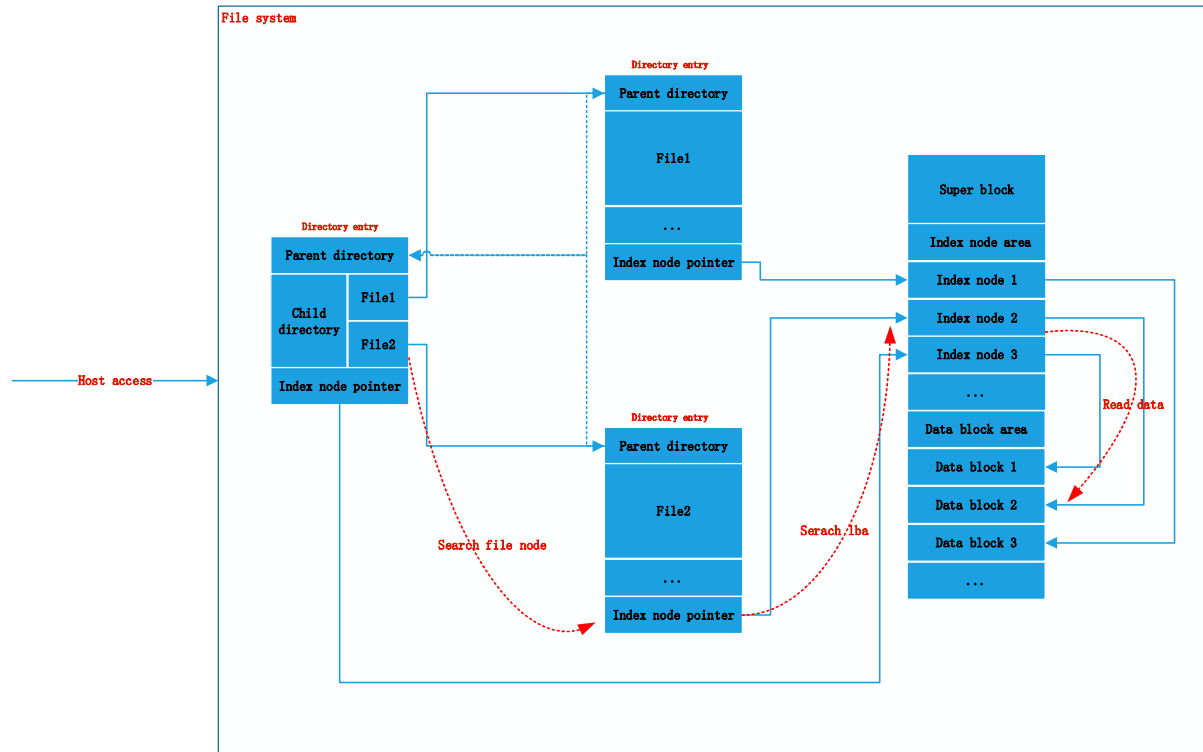 File system
Host access
Directory entry
Parent directory
Child
directory
File1
File2
Index node pointer
Directory entry
Parent directory
File1
...
Index node pointer
Directory entry
Parent directory
File2
...
Index node pointer
Search file node
Serach lba
Super block
Index node area
Index node 1
Index node 2
Index node 3
...
Data block area
Data block 1
Data block 2
Data block 3
...
Read data